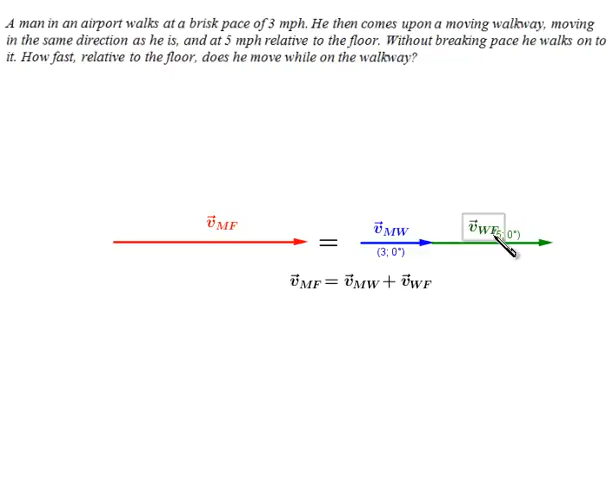 A man in an airport walks at a brisk pace of 3 mph. He then comes upon a moving walkway, moving
in the same direction as he is, and at 5 mph relative to the floor. Without breaking pace he walks on to
it. How fast, relative to the floor, does he move while on the walkway?
v⃗MF = v⃗MW v⃗WF
(3; 0°) 5; 0°)
v⃗MF = v⃗MW + v⃗WF